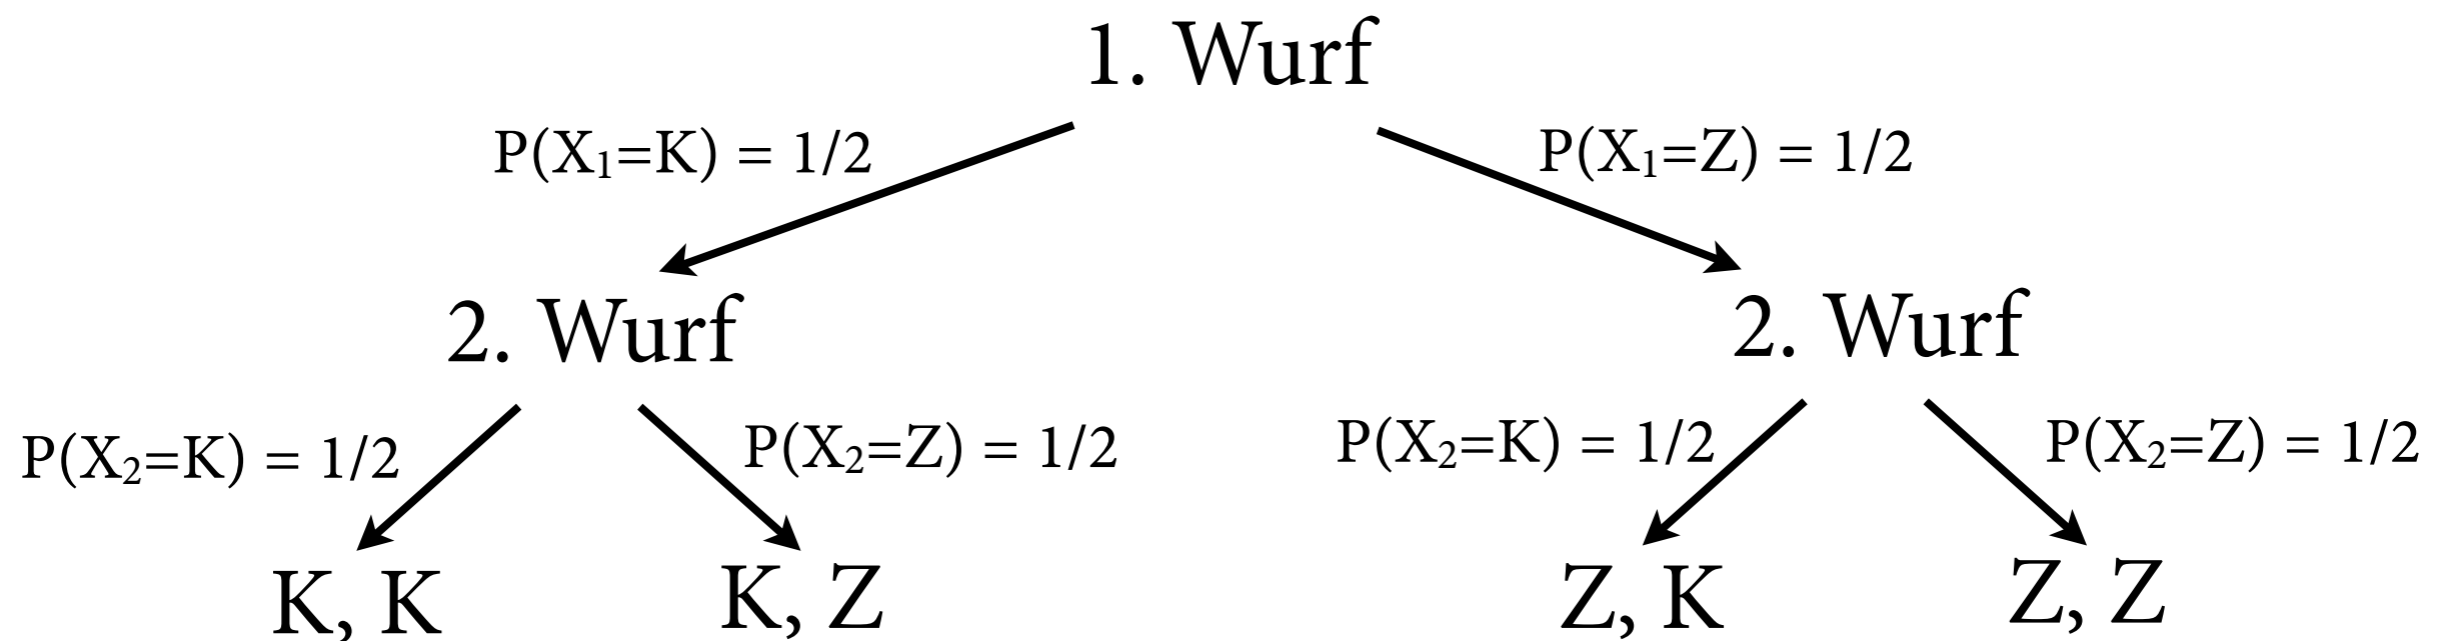 1. Wurf
P(X₁=K) = 1/2
P(X₁=Z) = 1/2
2. Wurf
2. Wurf
P(X₂=K) = 1/2
P(X₂=Z) = 1/2
P(X₂=K) = 1/2
P(X₂=Z) = 1/2
K, K
K, Z
Z, K
Z, Z